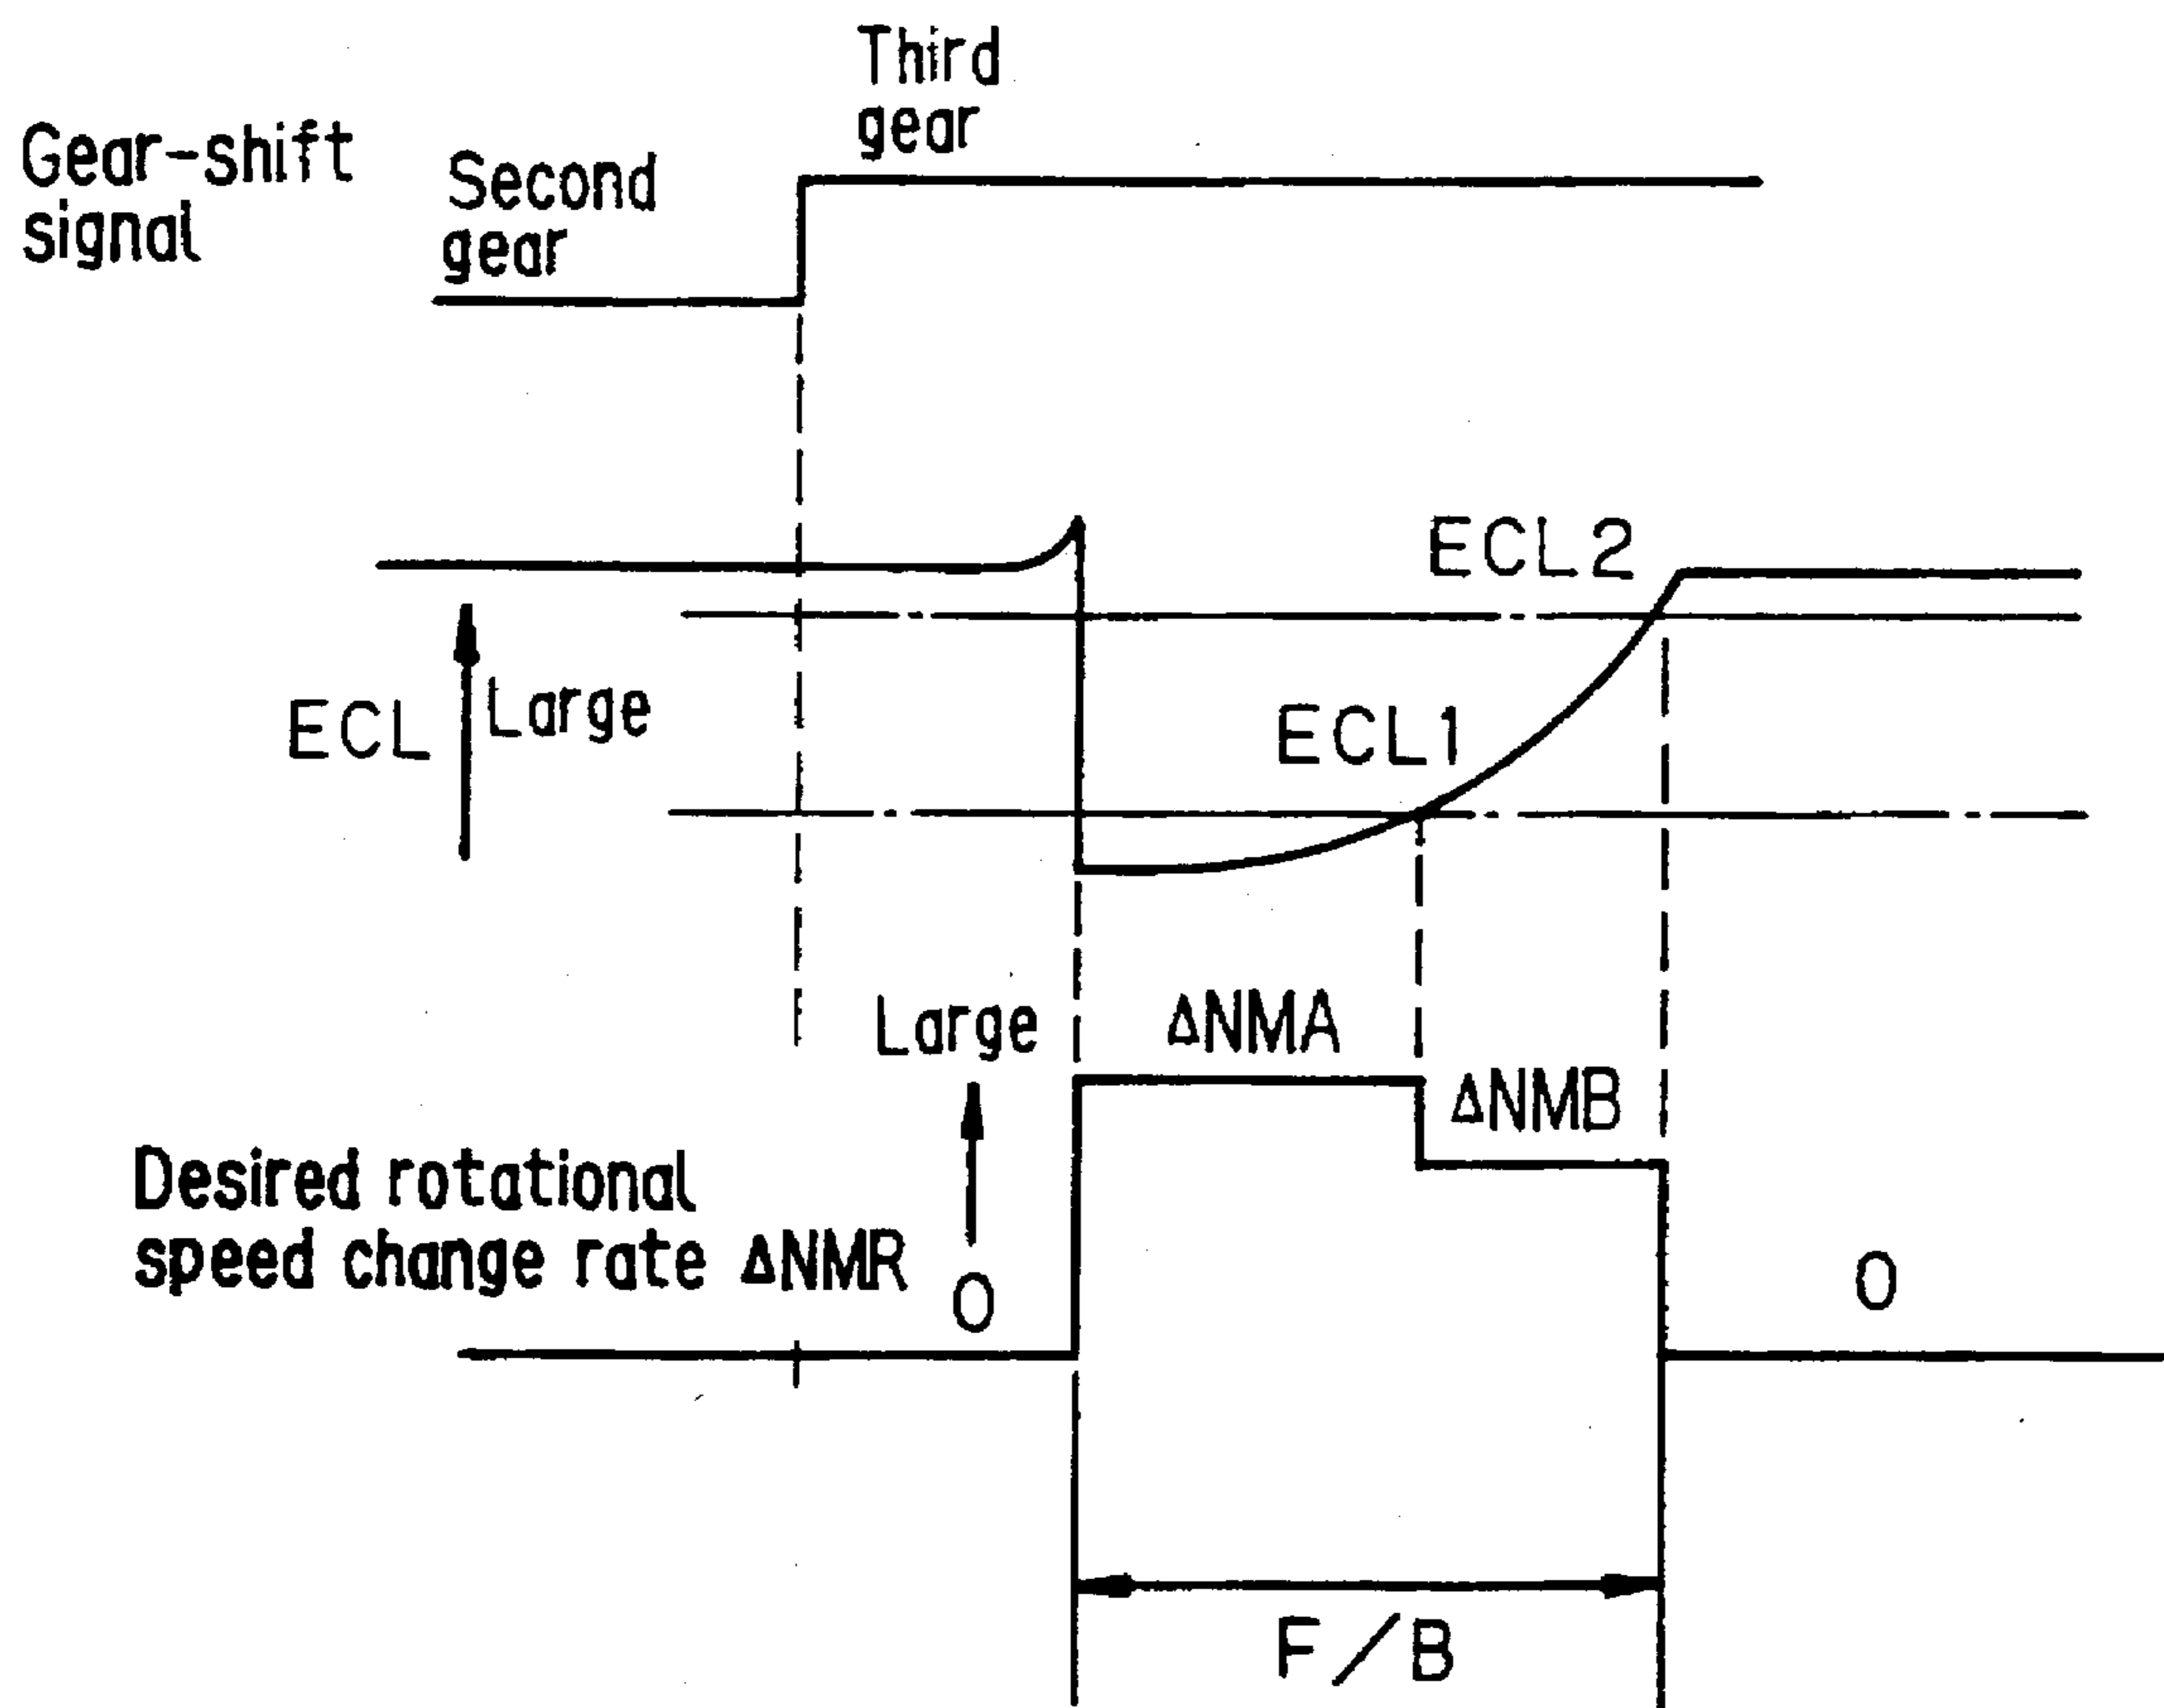 Third
gear
Gear-shift
signal
Second
gear
ECL2
ECL
Large
ECL1
Large
ΔNMA
ΔNMB
Desired rotational
speed change rate ΔNMR
0
0
F/B